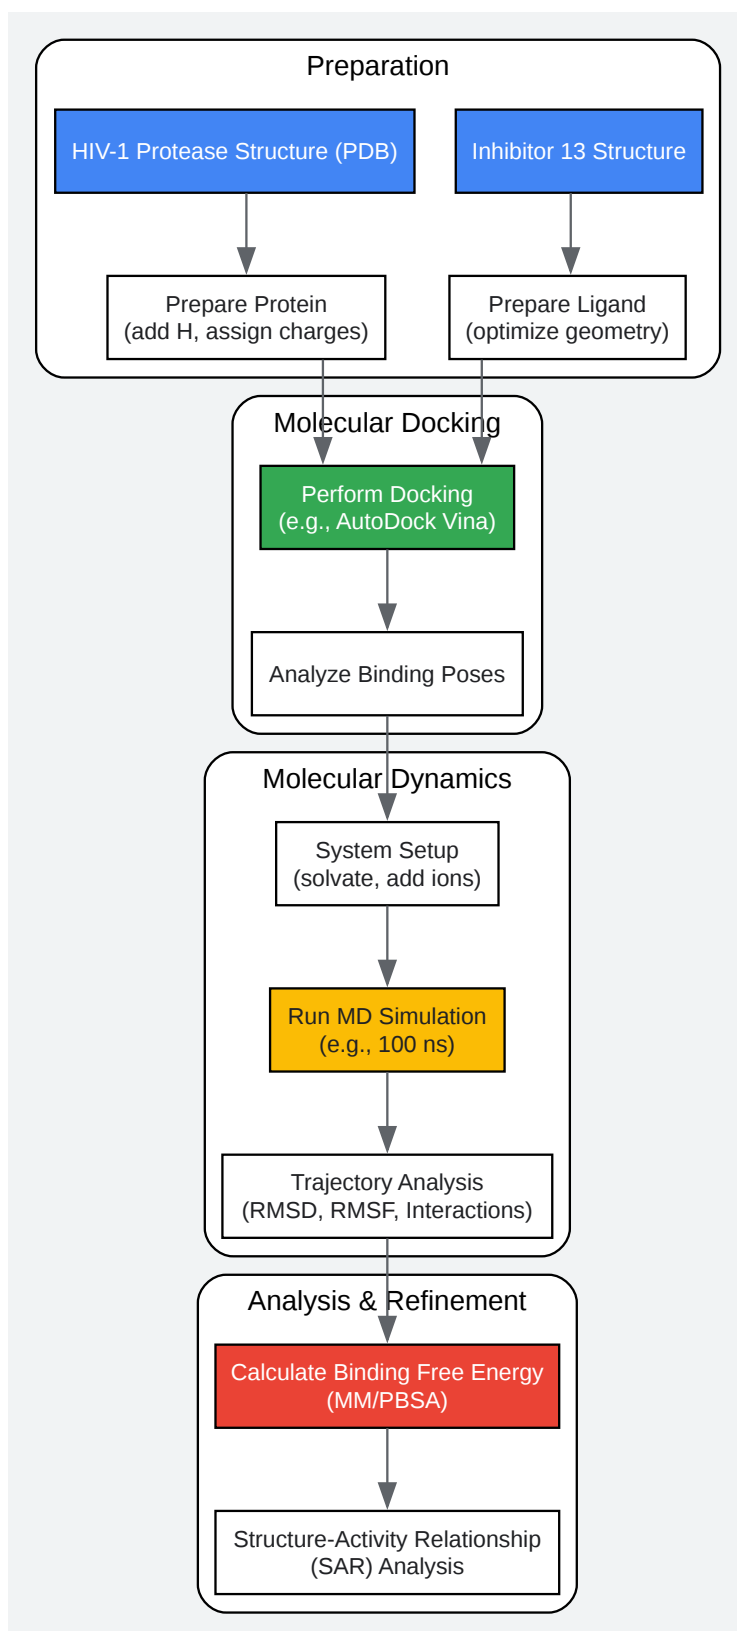 Preparation
HIV-1 Protease Structure (PDB)
Inhibitor 13 Structure
Prepare Protein
(add H, assign charges)
Prepare Ligand
(optimize geometry)
Molecular Docking
Perform Docking
(e.g., AutoDock Vina)
Analyze Binding Poses
Molecular Dynamics
System Setup
(solvate, add ions)
Run MD Simulation
(e.g., 100 ns)
Trajectory Analysis
(RMSD, RMSF, Interactions)
Analysis & Refinement
Calculate Binding Free Energy
(MM/PBSA)
Structure-Activity Relationship
(SAR) Analysis